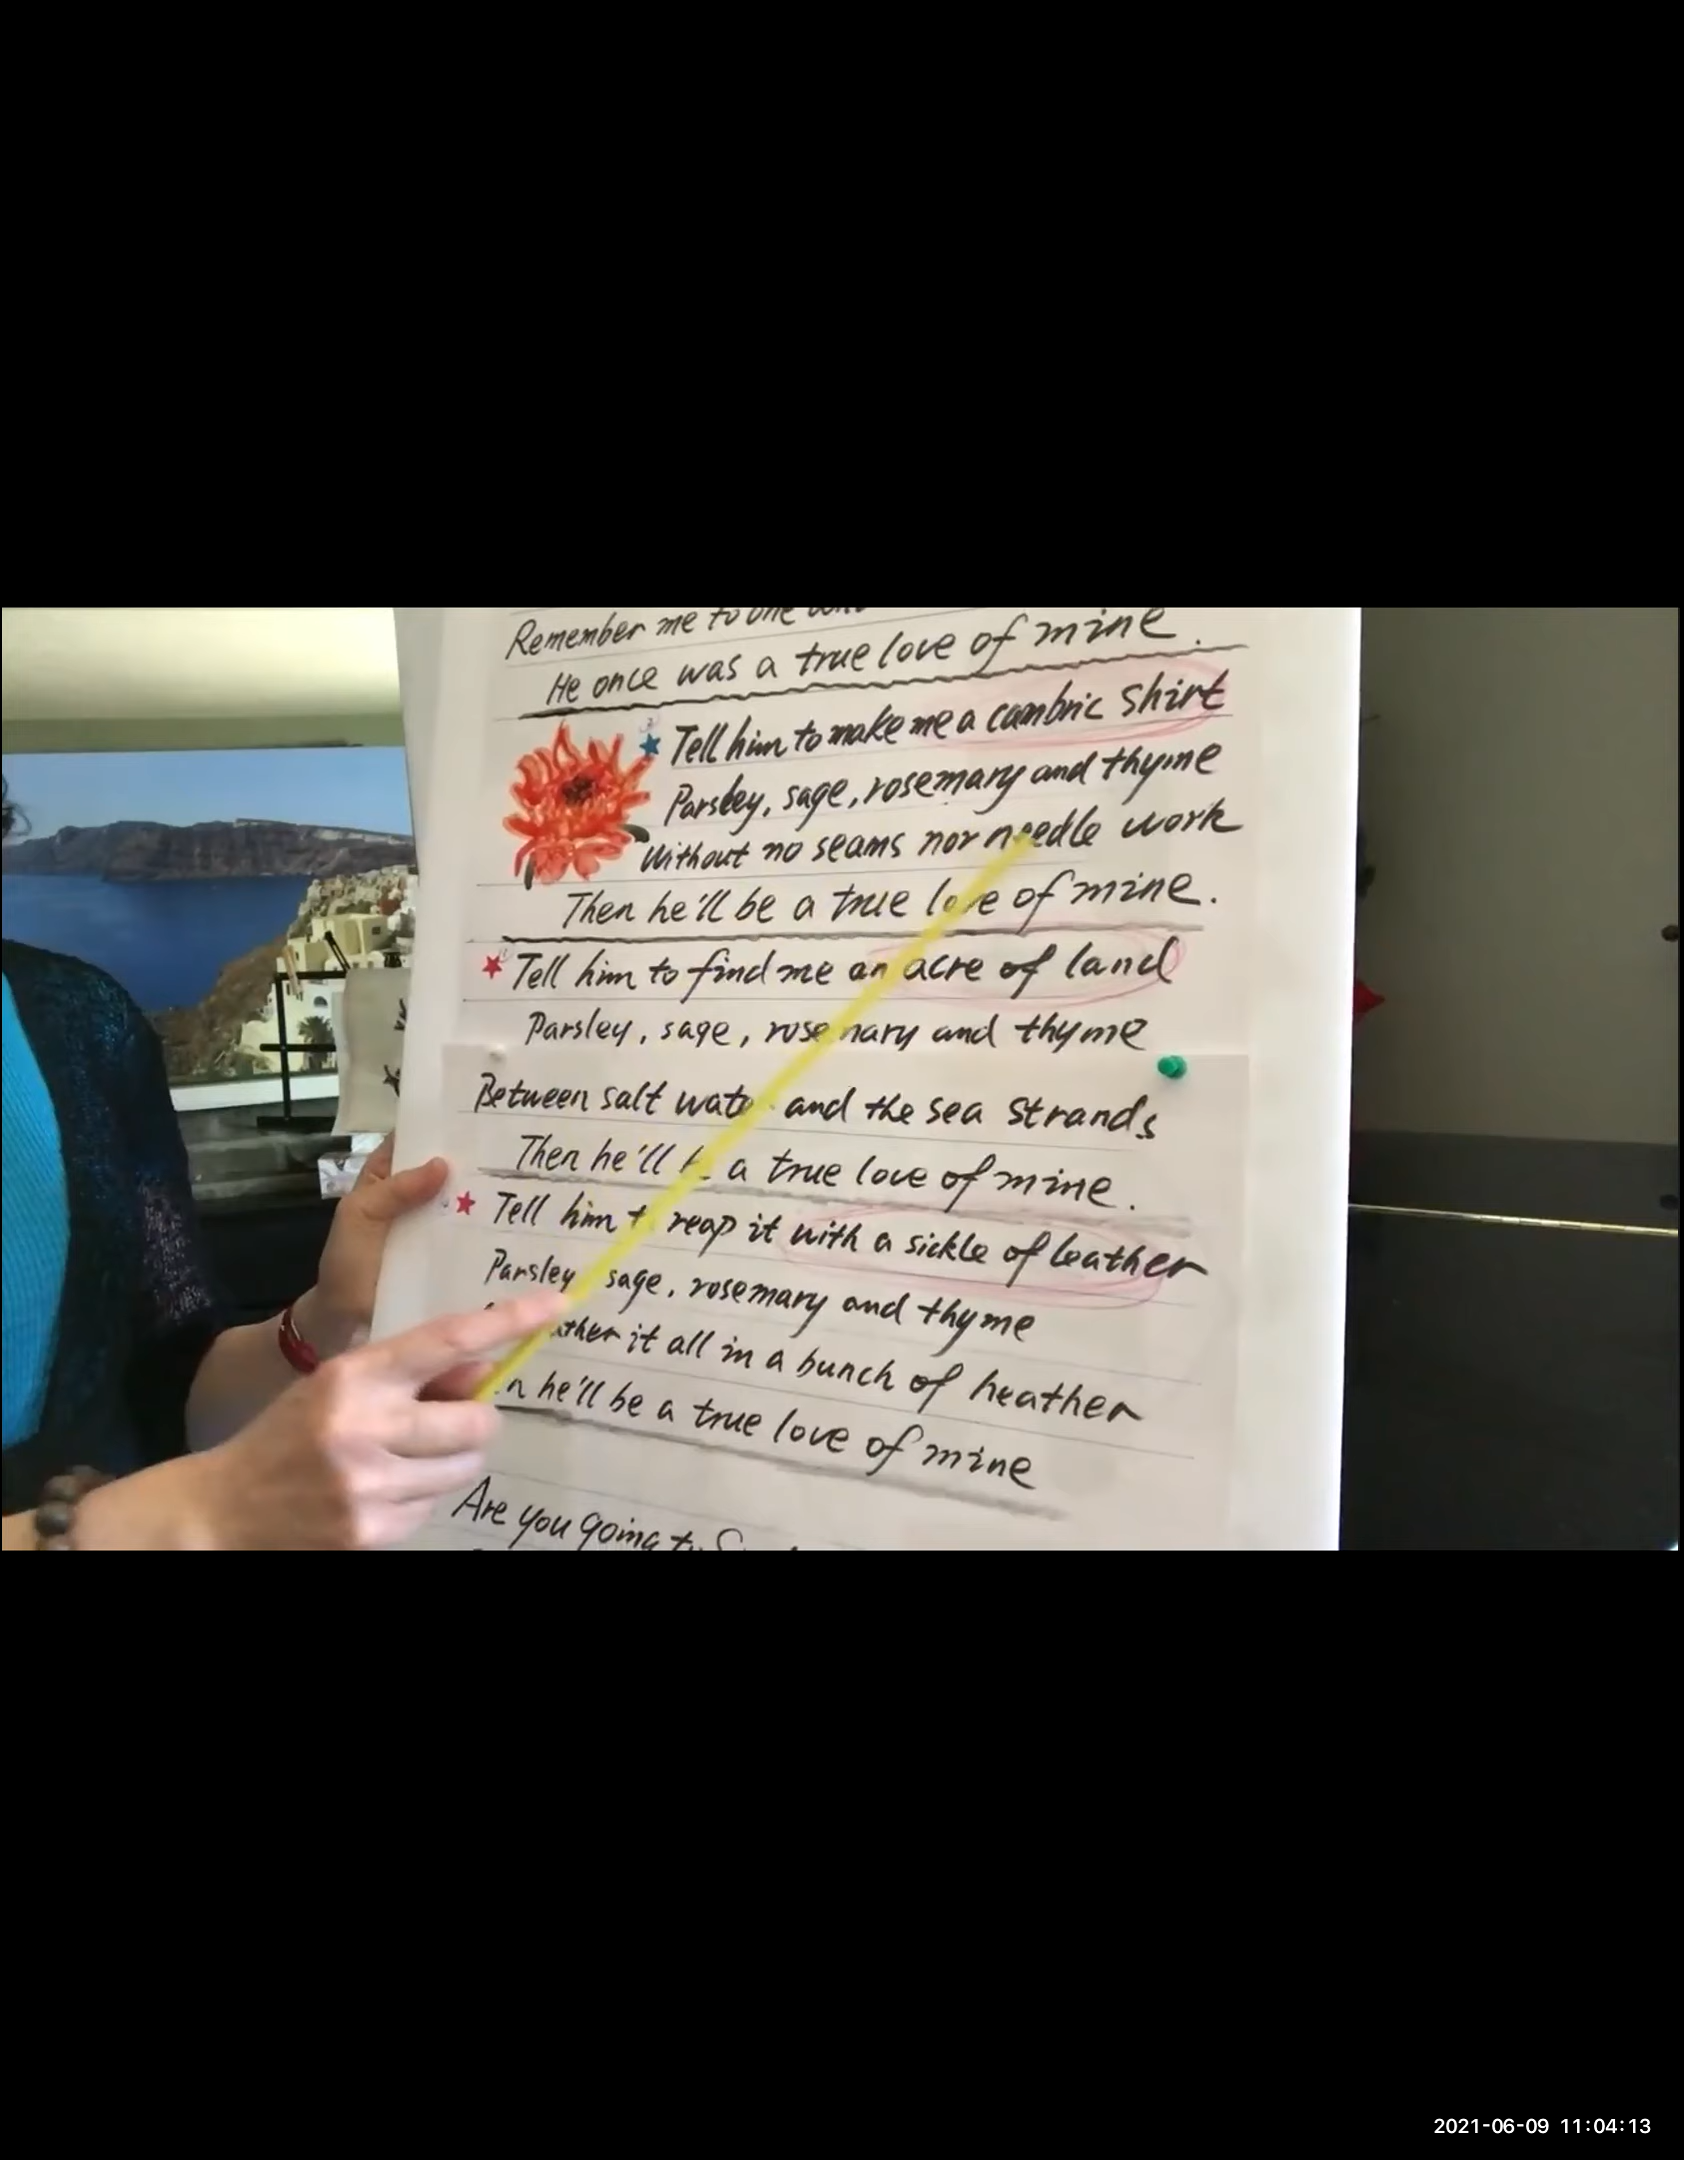 Remember me to one who
He once was a true love of mine.
Tell him to make me a cambric shirt
Parsley, sage, rosemary and thyme
Without no seams nor needle work
Then he'll be a true love of mine.
Tell him to find me an acre of land
Parsley, sage, rosemary and thyme
Between salt water and the sea strands
Then he'll a true love of mine.
Tell him reap it with a sickle of leather
Parsley sage, rosemary and thyme
it all in a bunch of heather
he'll be a true love of mine
Are you going to
2021-06-09 11:04:13